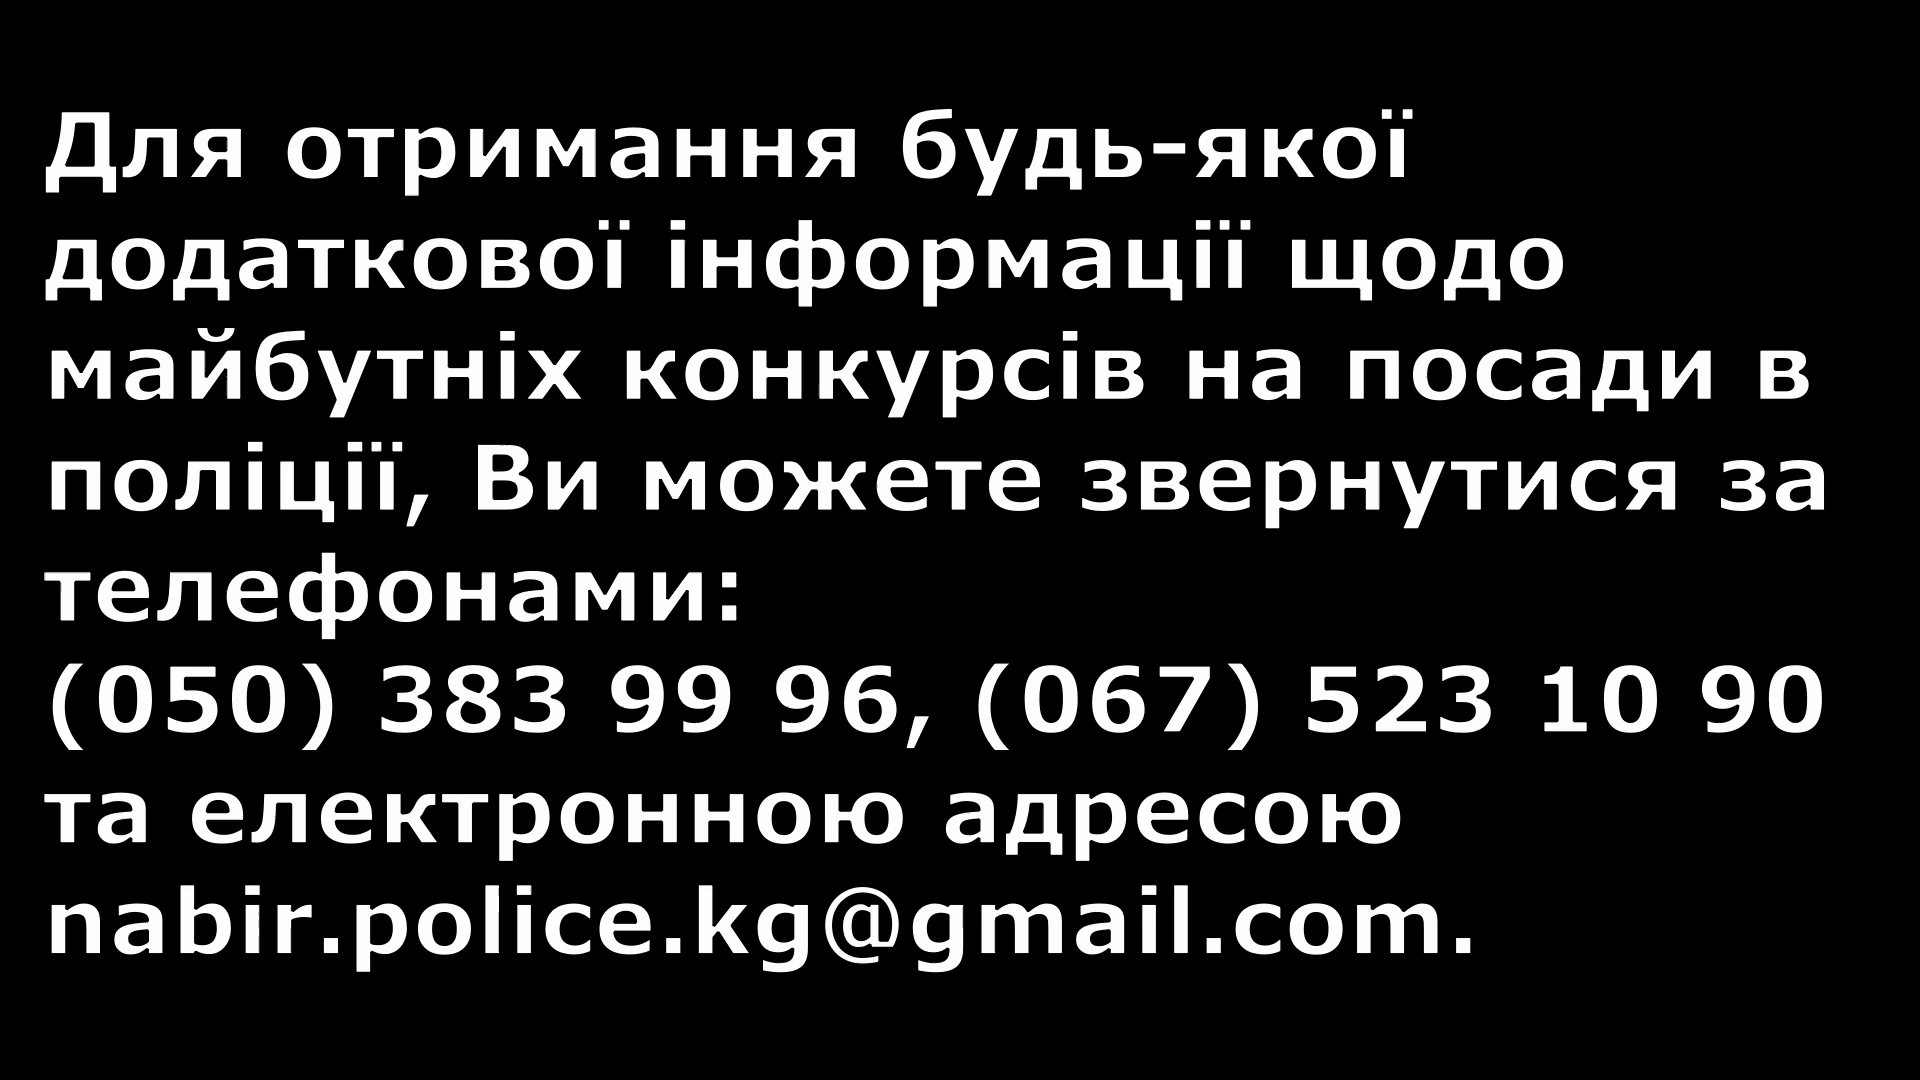 Для отримання будь-якої
додаткової інформації щодо
майбутніх конкурсів на посади в
поліції, Ви можете звернутися за
телефонами:
(050) 383 99 96, (067) 523 10 90
та електронною адресою
nabir.police.kg@gmail.com.